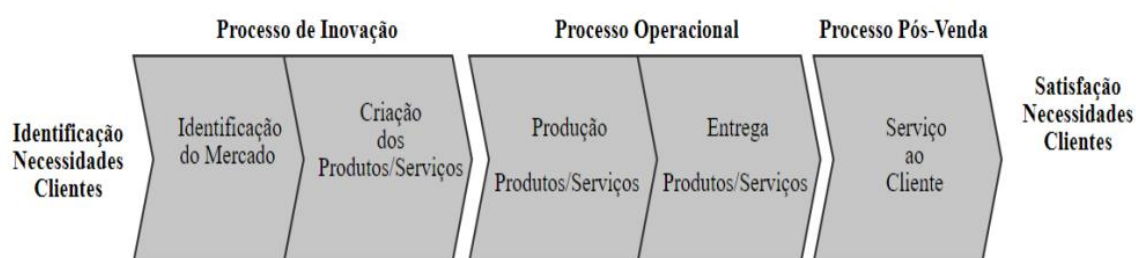 Processo de Inovação
Processo Operacional
Processo Pós-Venda
Identificação
Necessidades
Clientes
Identificação
do Mercado
Criação
dos
Produtos/Serviços
Produção
Produtos/Serviços
Entrega
Produtos/Serviços
Serviço
ao
Cliente
Satisfação
Necessidades
Clientes